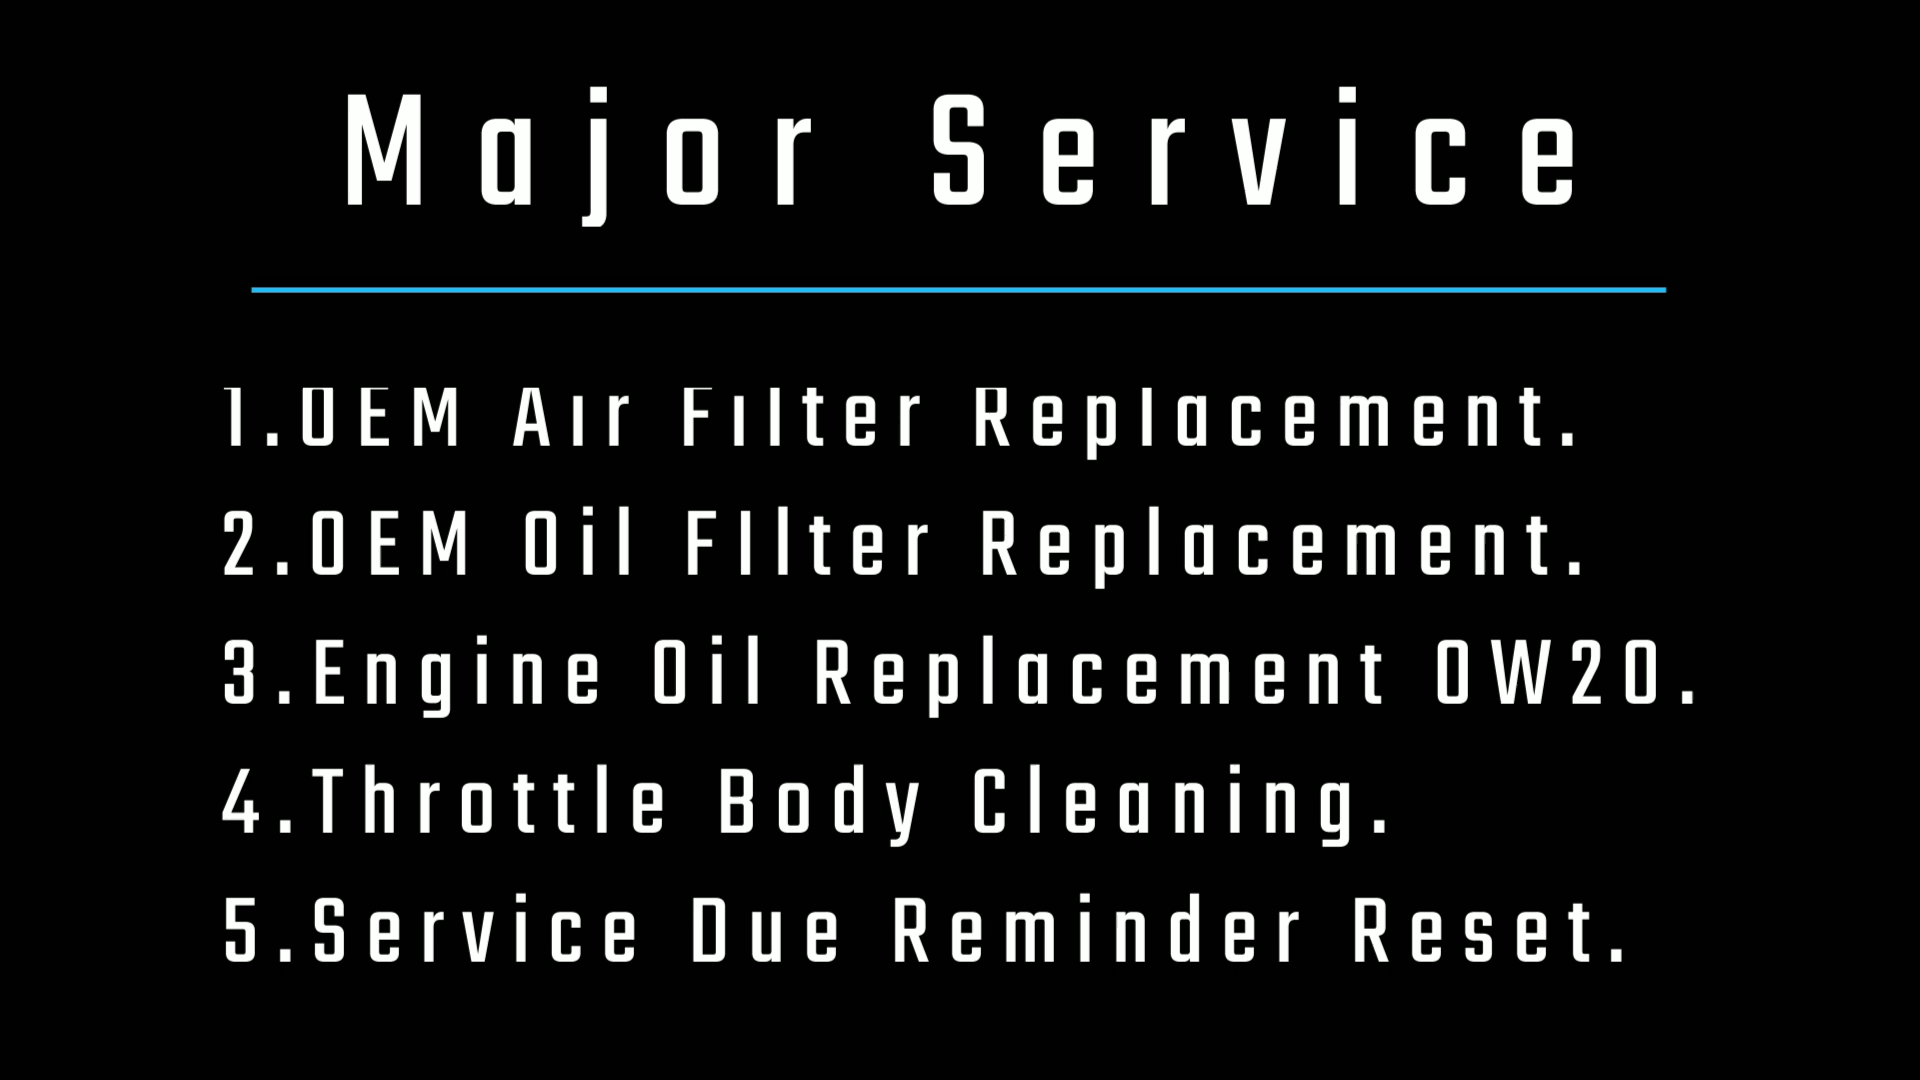 Major Service
1.OEM Air Filter Replacement.
2.OEM Oil FIlter Replacement.
3.Engine Oil Replacement 0W20.
4.Throttle Body Cleaning.
5.Service Due Reminder Reset.